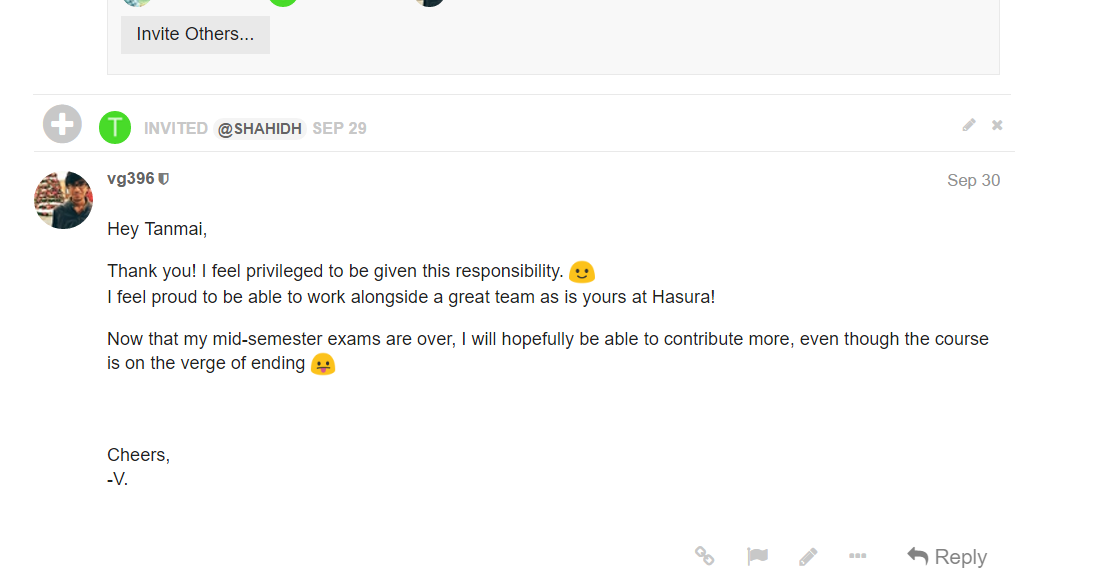 Invite Others...
T INVITED @SHAHIDH SEP 29
vg396
Sep 30
Hey Tanmai,
Thank you! I feel privileged to be given this responsibility.
I feel proud to be able to work alongside a great team as is yours at Hasura!
Now that my mid-semester exams are over, I will hopefully be able to contribute more, even though the course
is on the verge of ending
Cheers,
-V.
Reply